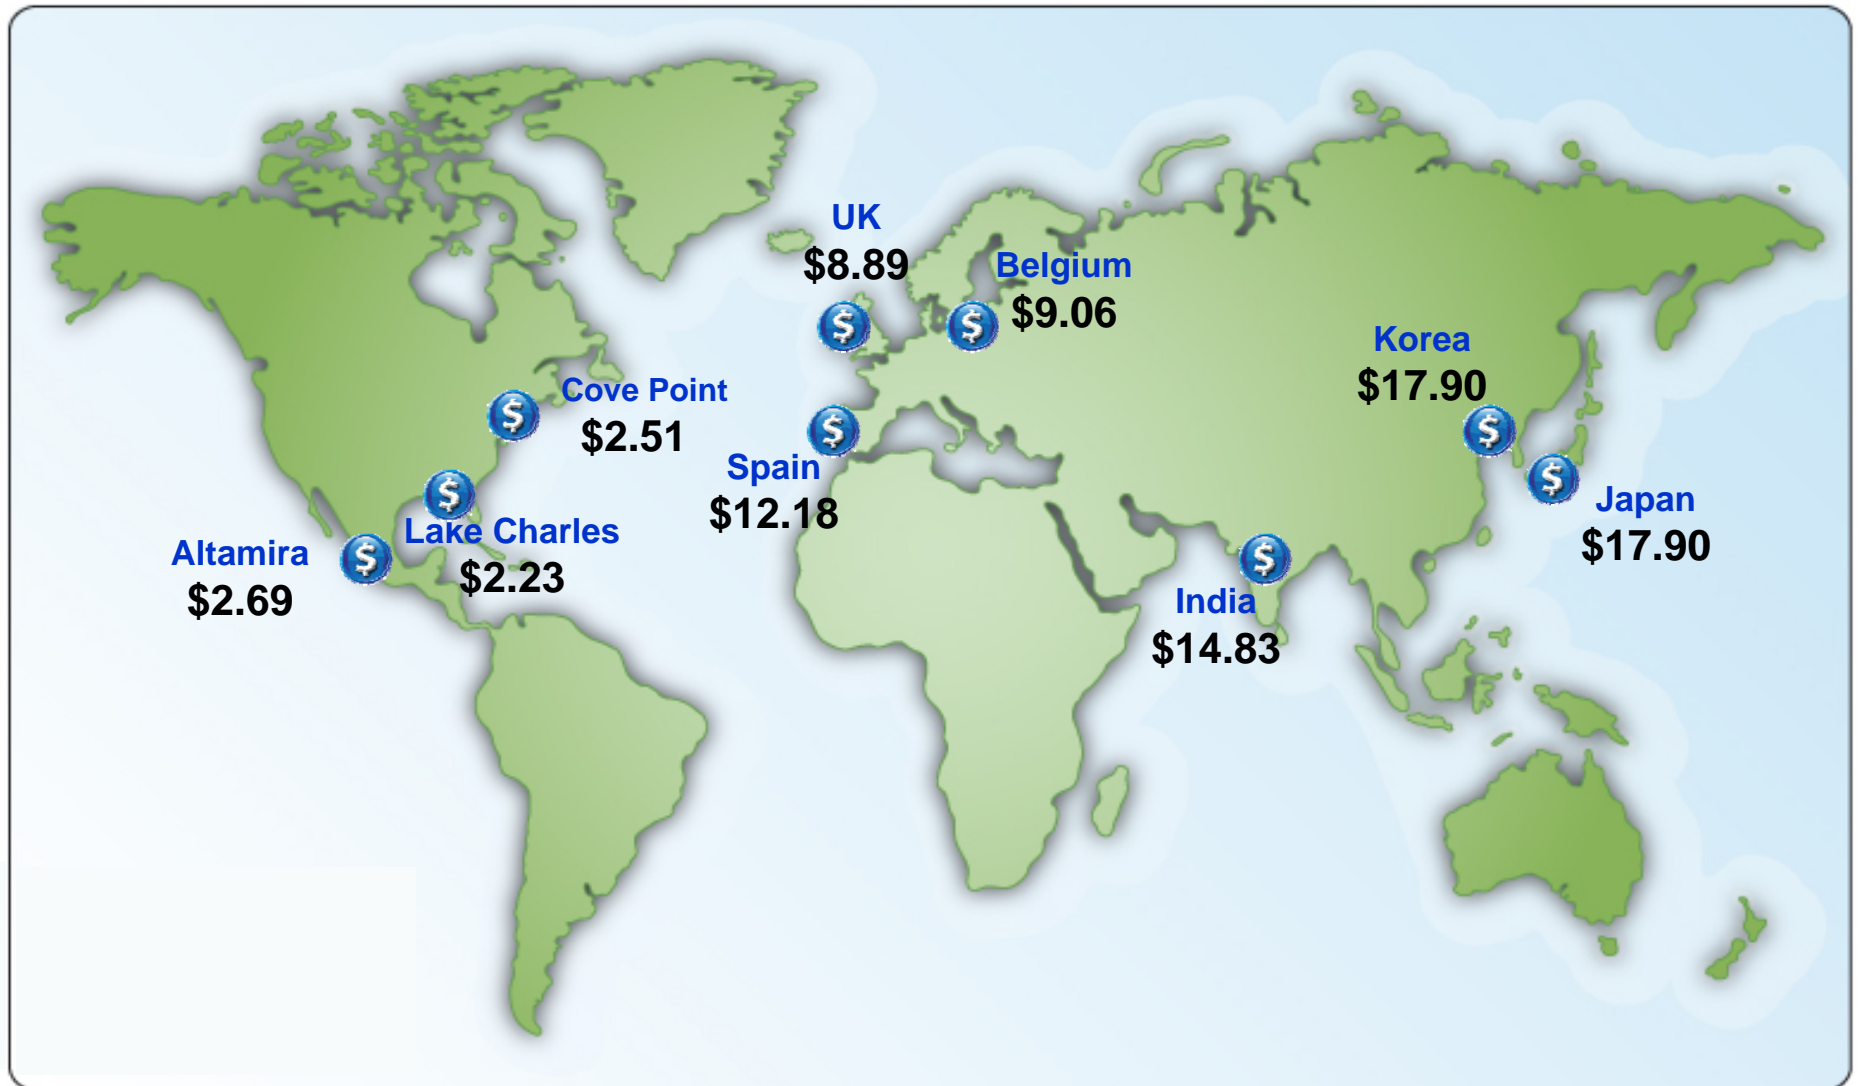 UK
$8.89
Belgium
$9.06
Korea
$17.90
Cove Point
$2.51
Spain
$12.18
Japan
$17.90
Lake Charles
$2.23
Altamira
$2.69
India
$14.83
$
$
$
$
$
$
$
$
$
$